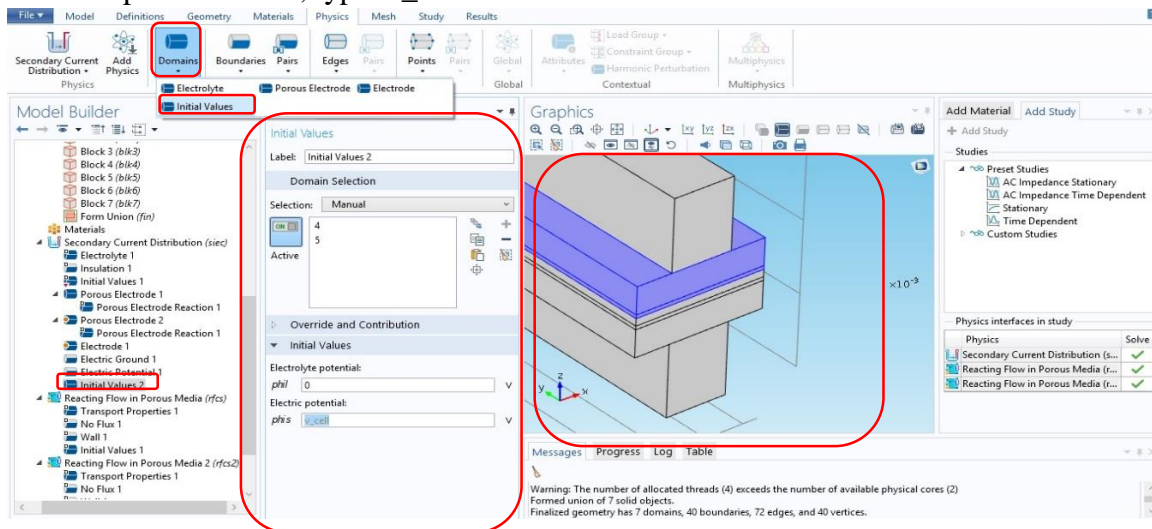 File Model Definitions Geometry Materials Physics Mesh Study Results
Secondary Current Distribution
Add Physics
Domains
Boundaries
Pairs
Edges
Pairs
Points
Pairs
Global
Attributes
Load Group
Constraint Group
Harmonic Perturbation
Multiphysics
Physics
Global
Contextual
Multiphysics
Electrolyte Porous Electrode Electrode
Initial Values
Model Builder
Block 3 (blk3)
Block 4 (blk4)
Block 5 (blk5)
Block 6 (blk6)
Block 7 (blk7)
Form Union (fin)
Materials
Secondary Current Distribution (siec)
Electrolyte 1
Insulation 1
Initial Values 1
Porous Electrode 1
Porous Electrode Reaction 1
Porous Electrode 2
Porous Electrode Reaction 1
Electrode 1
Electric Ground 1
Electric Potential 1
Initial Values 2
Reacting Flow in Porous Media (rfcs)
Transport Properties 1
No Flux 1
Wall 1
Initial Values 1
Reacting Flow in Porous Media 2 (rfcs2)
Transport Properties 1
No Flux 1
Initial Values
Label: Initial Values 2
Domain Selection
Selection: Manual
ON
Active
4
5
Override and Contribution
Initial Values
Electrolyte potential:
phil 0 V
Electric potential:
phis v_cell V
Graphics
×10⁻³
z
y
x
Messages Progress Log Table
Warning: The number of allocated threads (4) exceeds the number of available physical cores (2)
Formed union of 7 solid objects.
Finalized geometry has 7 domains, 40 boundaries, 72 edges, and 40 vertices.
Add Material Add Study
+ Add Study
Studies
Preset Studies
AC Impedance Stationary
AC Impedance Time Dependent
Stationary
Time Dependent
Custom Studies
Physics interfaces in study
Physics Solve
Secondary Current Distribution (s...
Reacting Flow in Porous Media (r...
Reacting Flow in Porous Media (r...